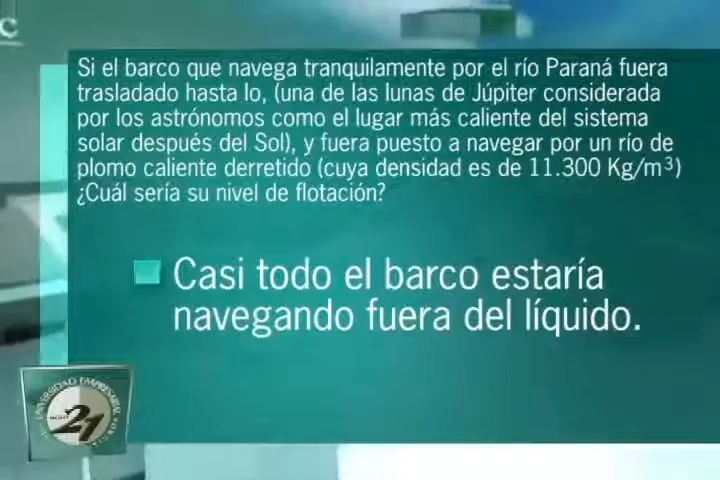 c
Si el barco que navega tranquilamente por el río Paraná fuera
trasladado hasta Io, (una de las lunas de Júpiter considerada
por los astrónomos como el lugar más caliente del sistema
solar después del Sol), y fuera puesto a navegar por un río de
plomo caliente derretido (cuya densidad es de 11.300 Kg/m³)
¿Cuál sería su nivel de flotación?
Casi todo el barco estaría
navegando fuera del líquido.
UNIVERSIDAD EMPRESARIAL
21